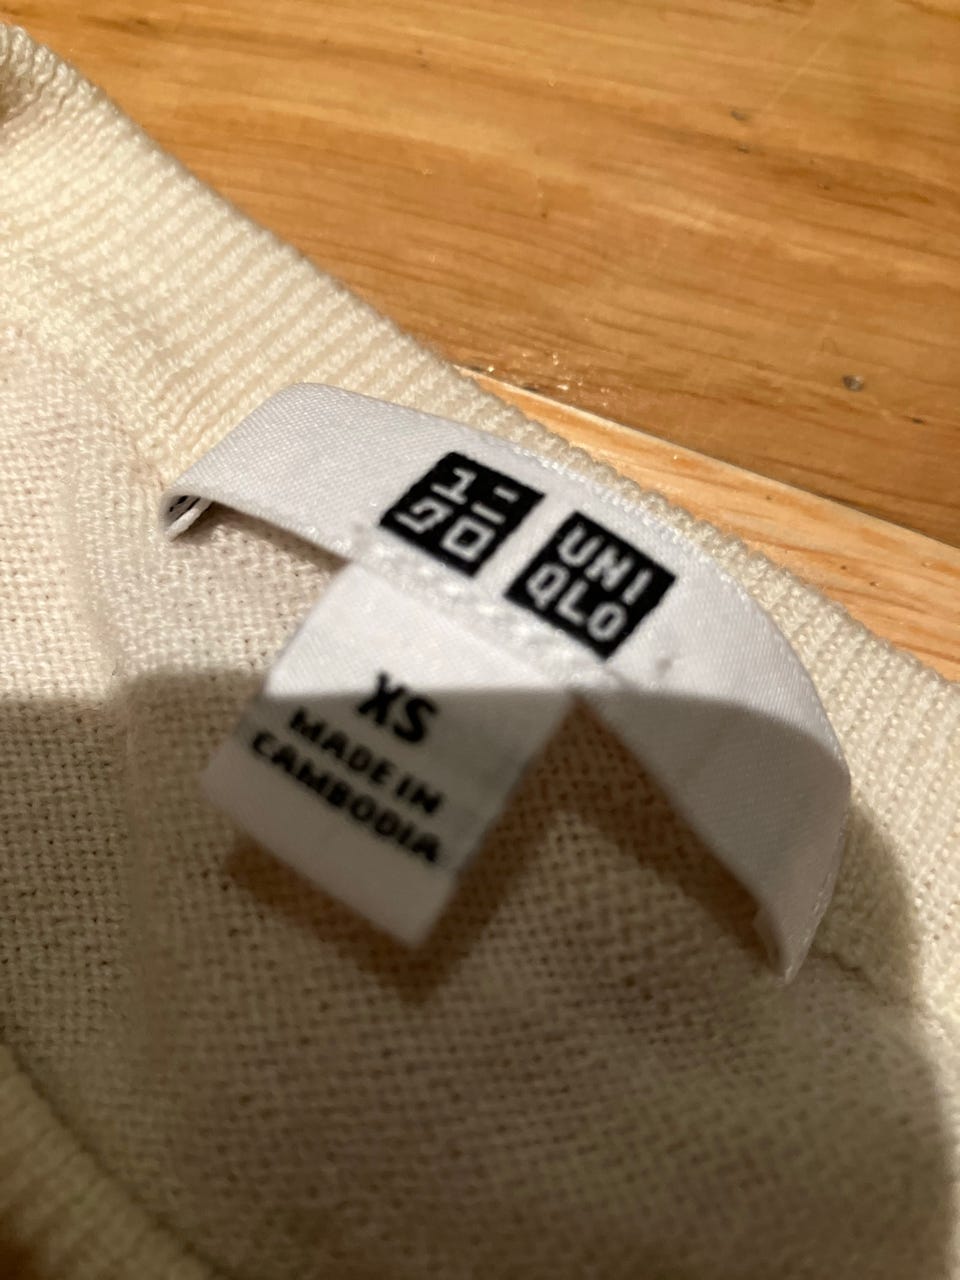 ユニ
クロ
UNI
QLO
XS
MADE IN
CAMBODIA